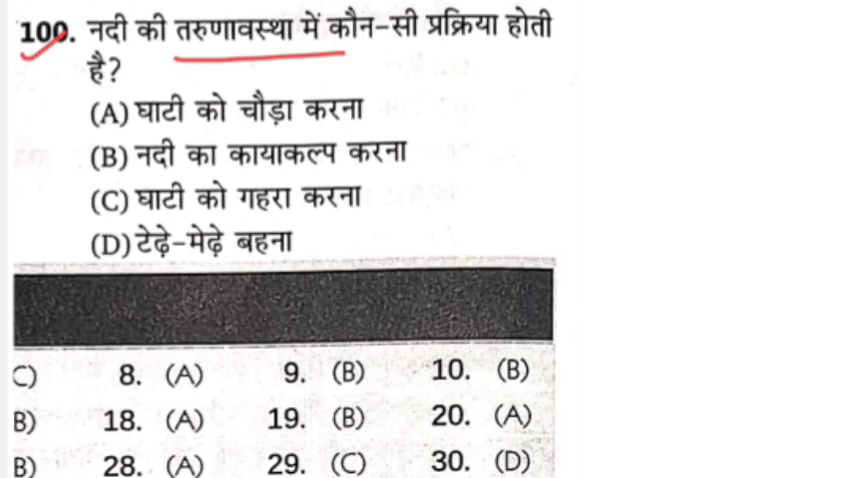 100. नदी की तरुणावस्था में कौन-सी प्रक्रिया होती
है?
(A) घाटी को चौड़ा करना
(B) नदी का कायाकल्प करना
(C) घाटी को गहरा करना
(D) टेढ़े-मेढ़े बहना
C) 8. (A) 9. (B) 10. (B)
B) 18. (A) 19. (B) 20. (A)
B) 28. (A) 29. (C) 30. (D)